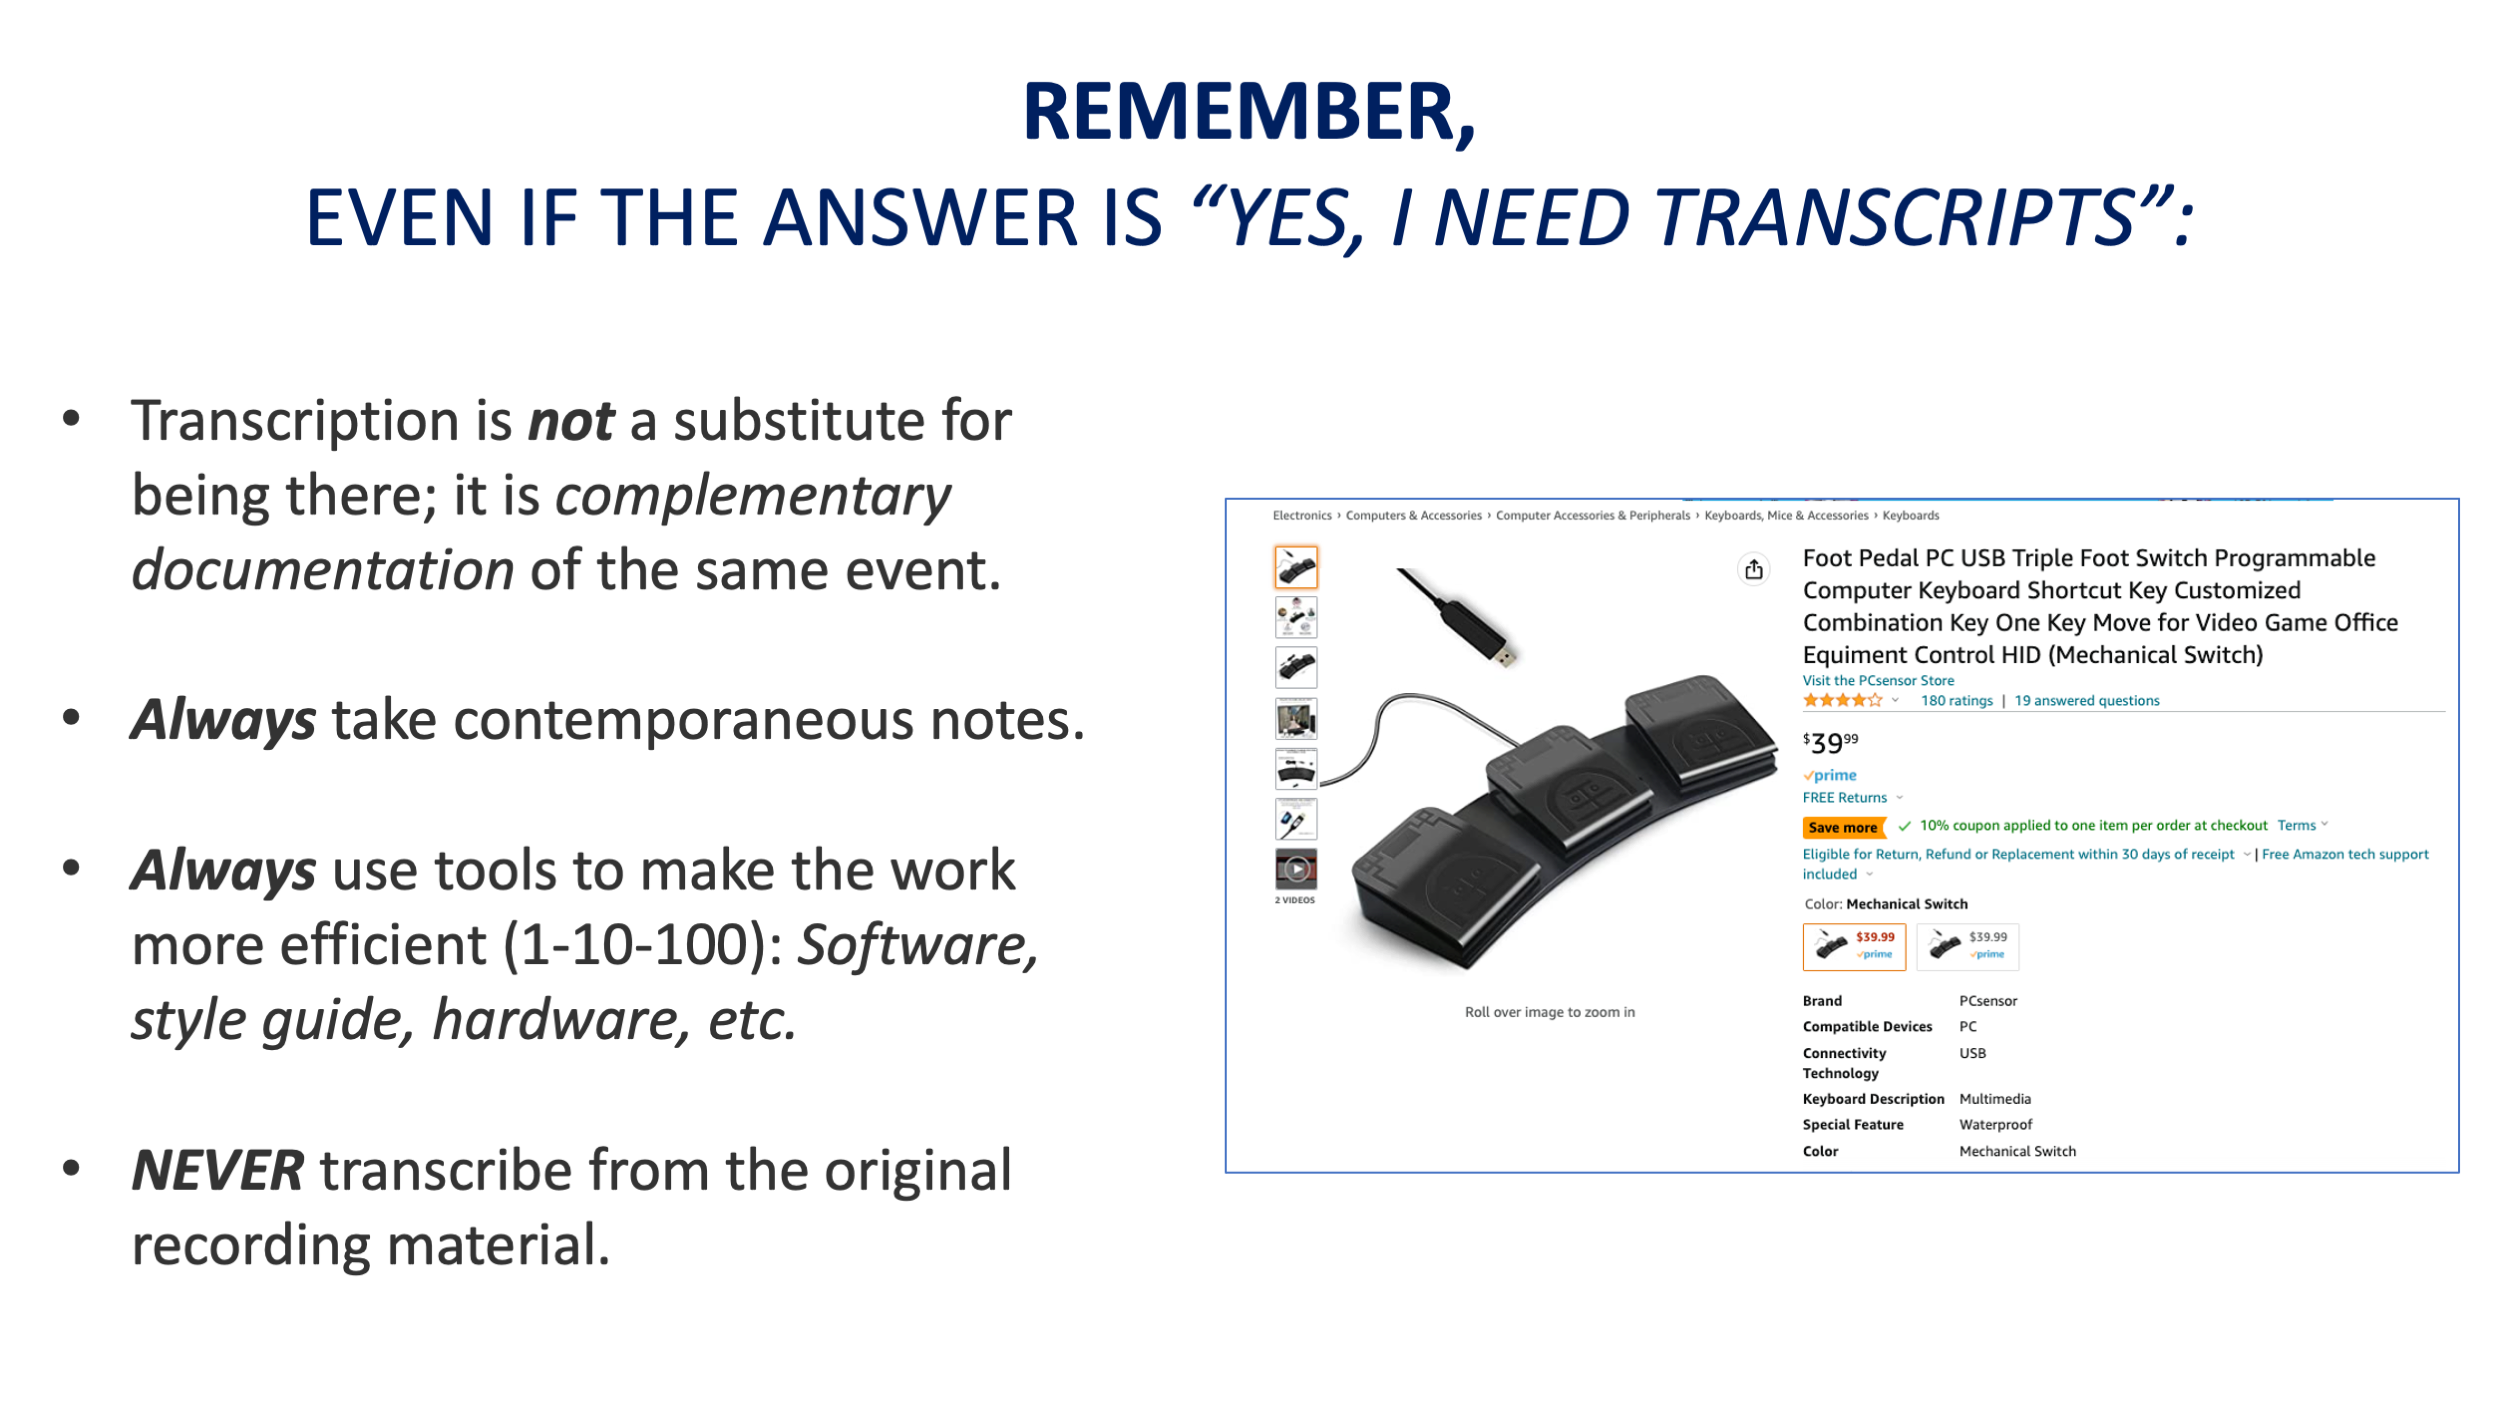 REMEMBER,
EVEN IF THE ANSWER IS “YES, I NEED TRANSCRIPTS”:
• Transcription is not a substitute for
being there; it is complementary
documentation of the same event.
• Always take contemporaneous notes.
• Always use tools to make the work
more efficient (1-10-100): Software,
style guide, hardware, etc.
• NEVER transcribe from the original
recording material.
Electronics › Computers & Accessories › Computer Accessories & Peripherals › Keyboards, Mice & Accessories › Keyboards
2 VIDEOS
Roll over image to zoom in
Foot Pedal PC USB Triple Foot Switch Programmable
Computer Keyboard Shortcut Key Customized
Combination Key One Key Move for Video Game Office
Equiment Control HID (Mechanical Switch)
Visit the PCsensor Store
180 ratings | 19 answered questions
$39.99
prime
FREE Returns
Save more 10% coupon applied to one item per order at checkout Terms
Eligible for Return, Refund or Replacement within 30 days of receipt | Free Amazon tech support
included
Color: Mechanical Switch
$39.99 $39.99
prime prime
Brand PCsensor
Compatible Devices PC
Connectivity USB
Technology
Keyboard Description Multimedia
Special Feature Waterproof
Color Mechanical Switch